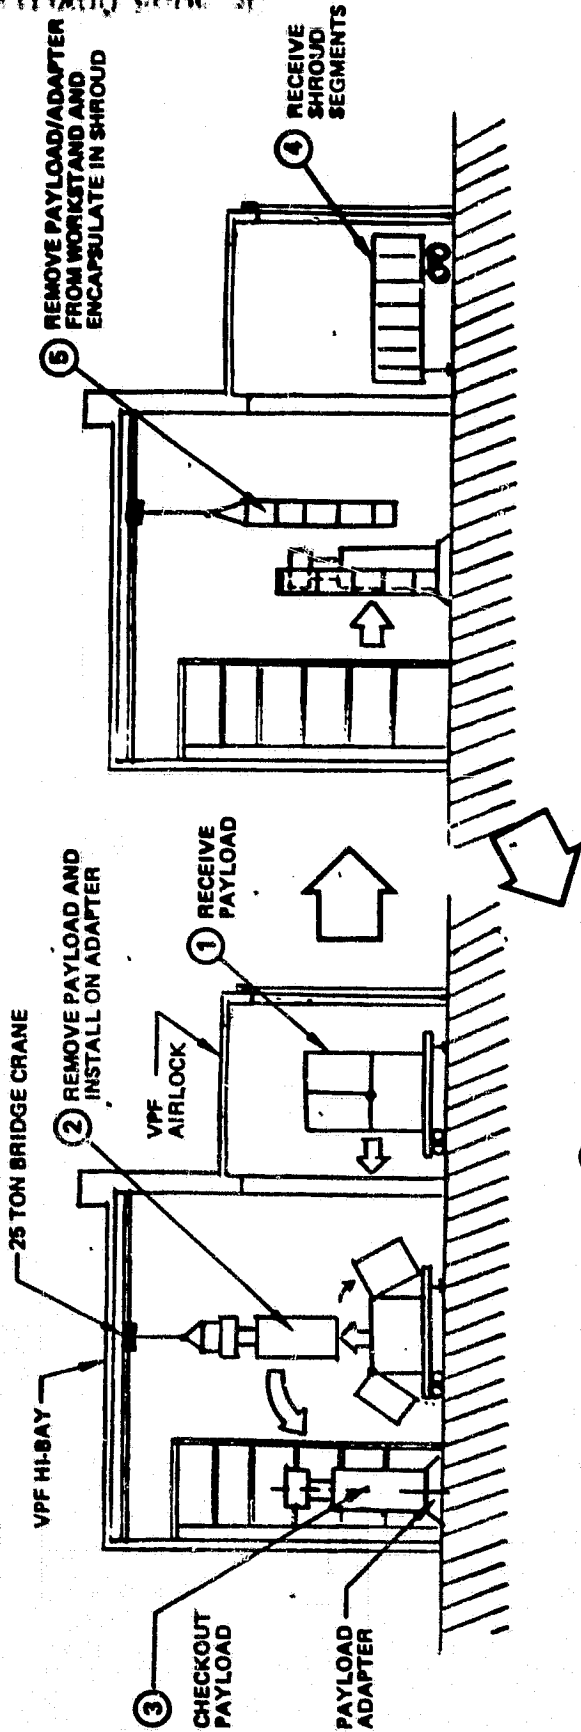 VPF HI-BAY
25 TON BRIDGE CRANE
2 REMOVE PAYLOAD AND
INSTALL ON ADAPTER
VPF
AIRLOCK
1 RECEIVE
PAYLOAD
3
CHECKOUT
PAYLOAD
PAYLOAD
ADAPTER
5 REMOVE PAYLOAD/ADAPTER
FROM WORKSTAND AND
ENCAPSULATE IN SHROUD
4 RECEIVE
SHROUD
SEGMENTS